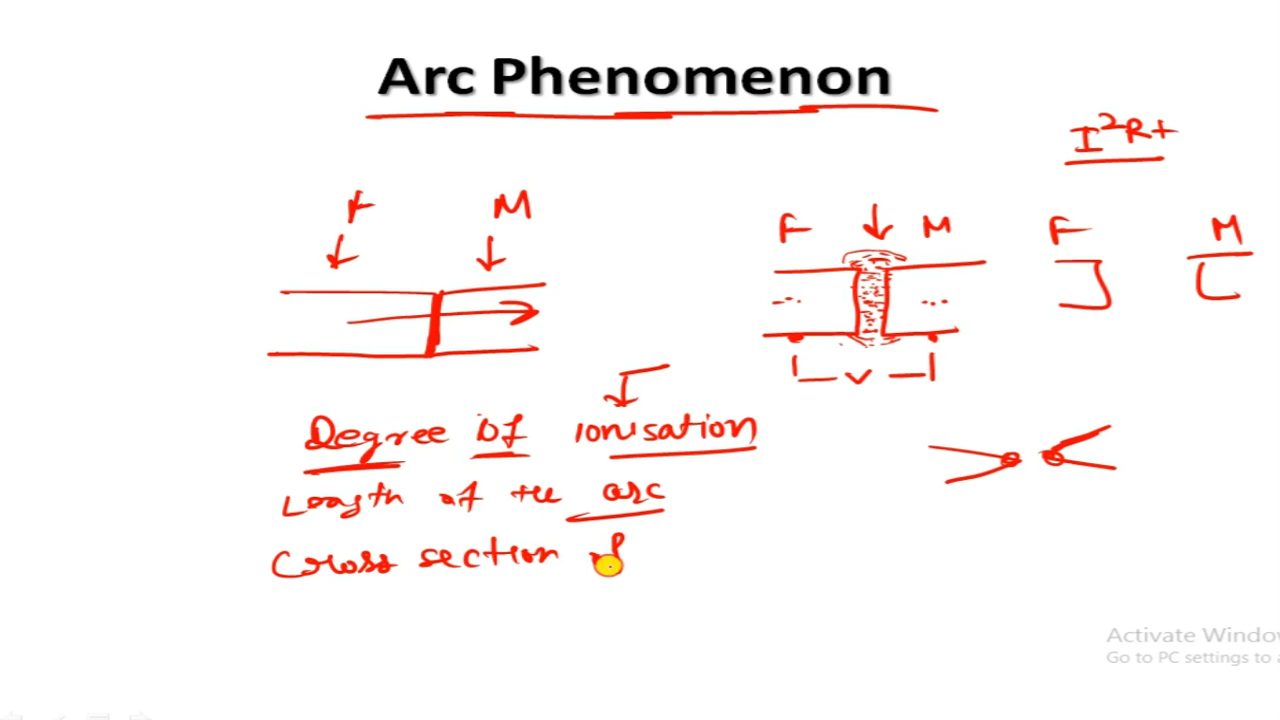 Arc Phenomenon
I²R+
F M
F M F M
V
Degree of ionisation
Length of the arc
Cross section of
Activate Window
Go to PC settings to a